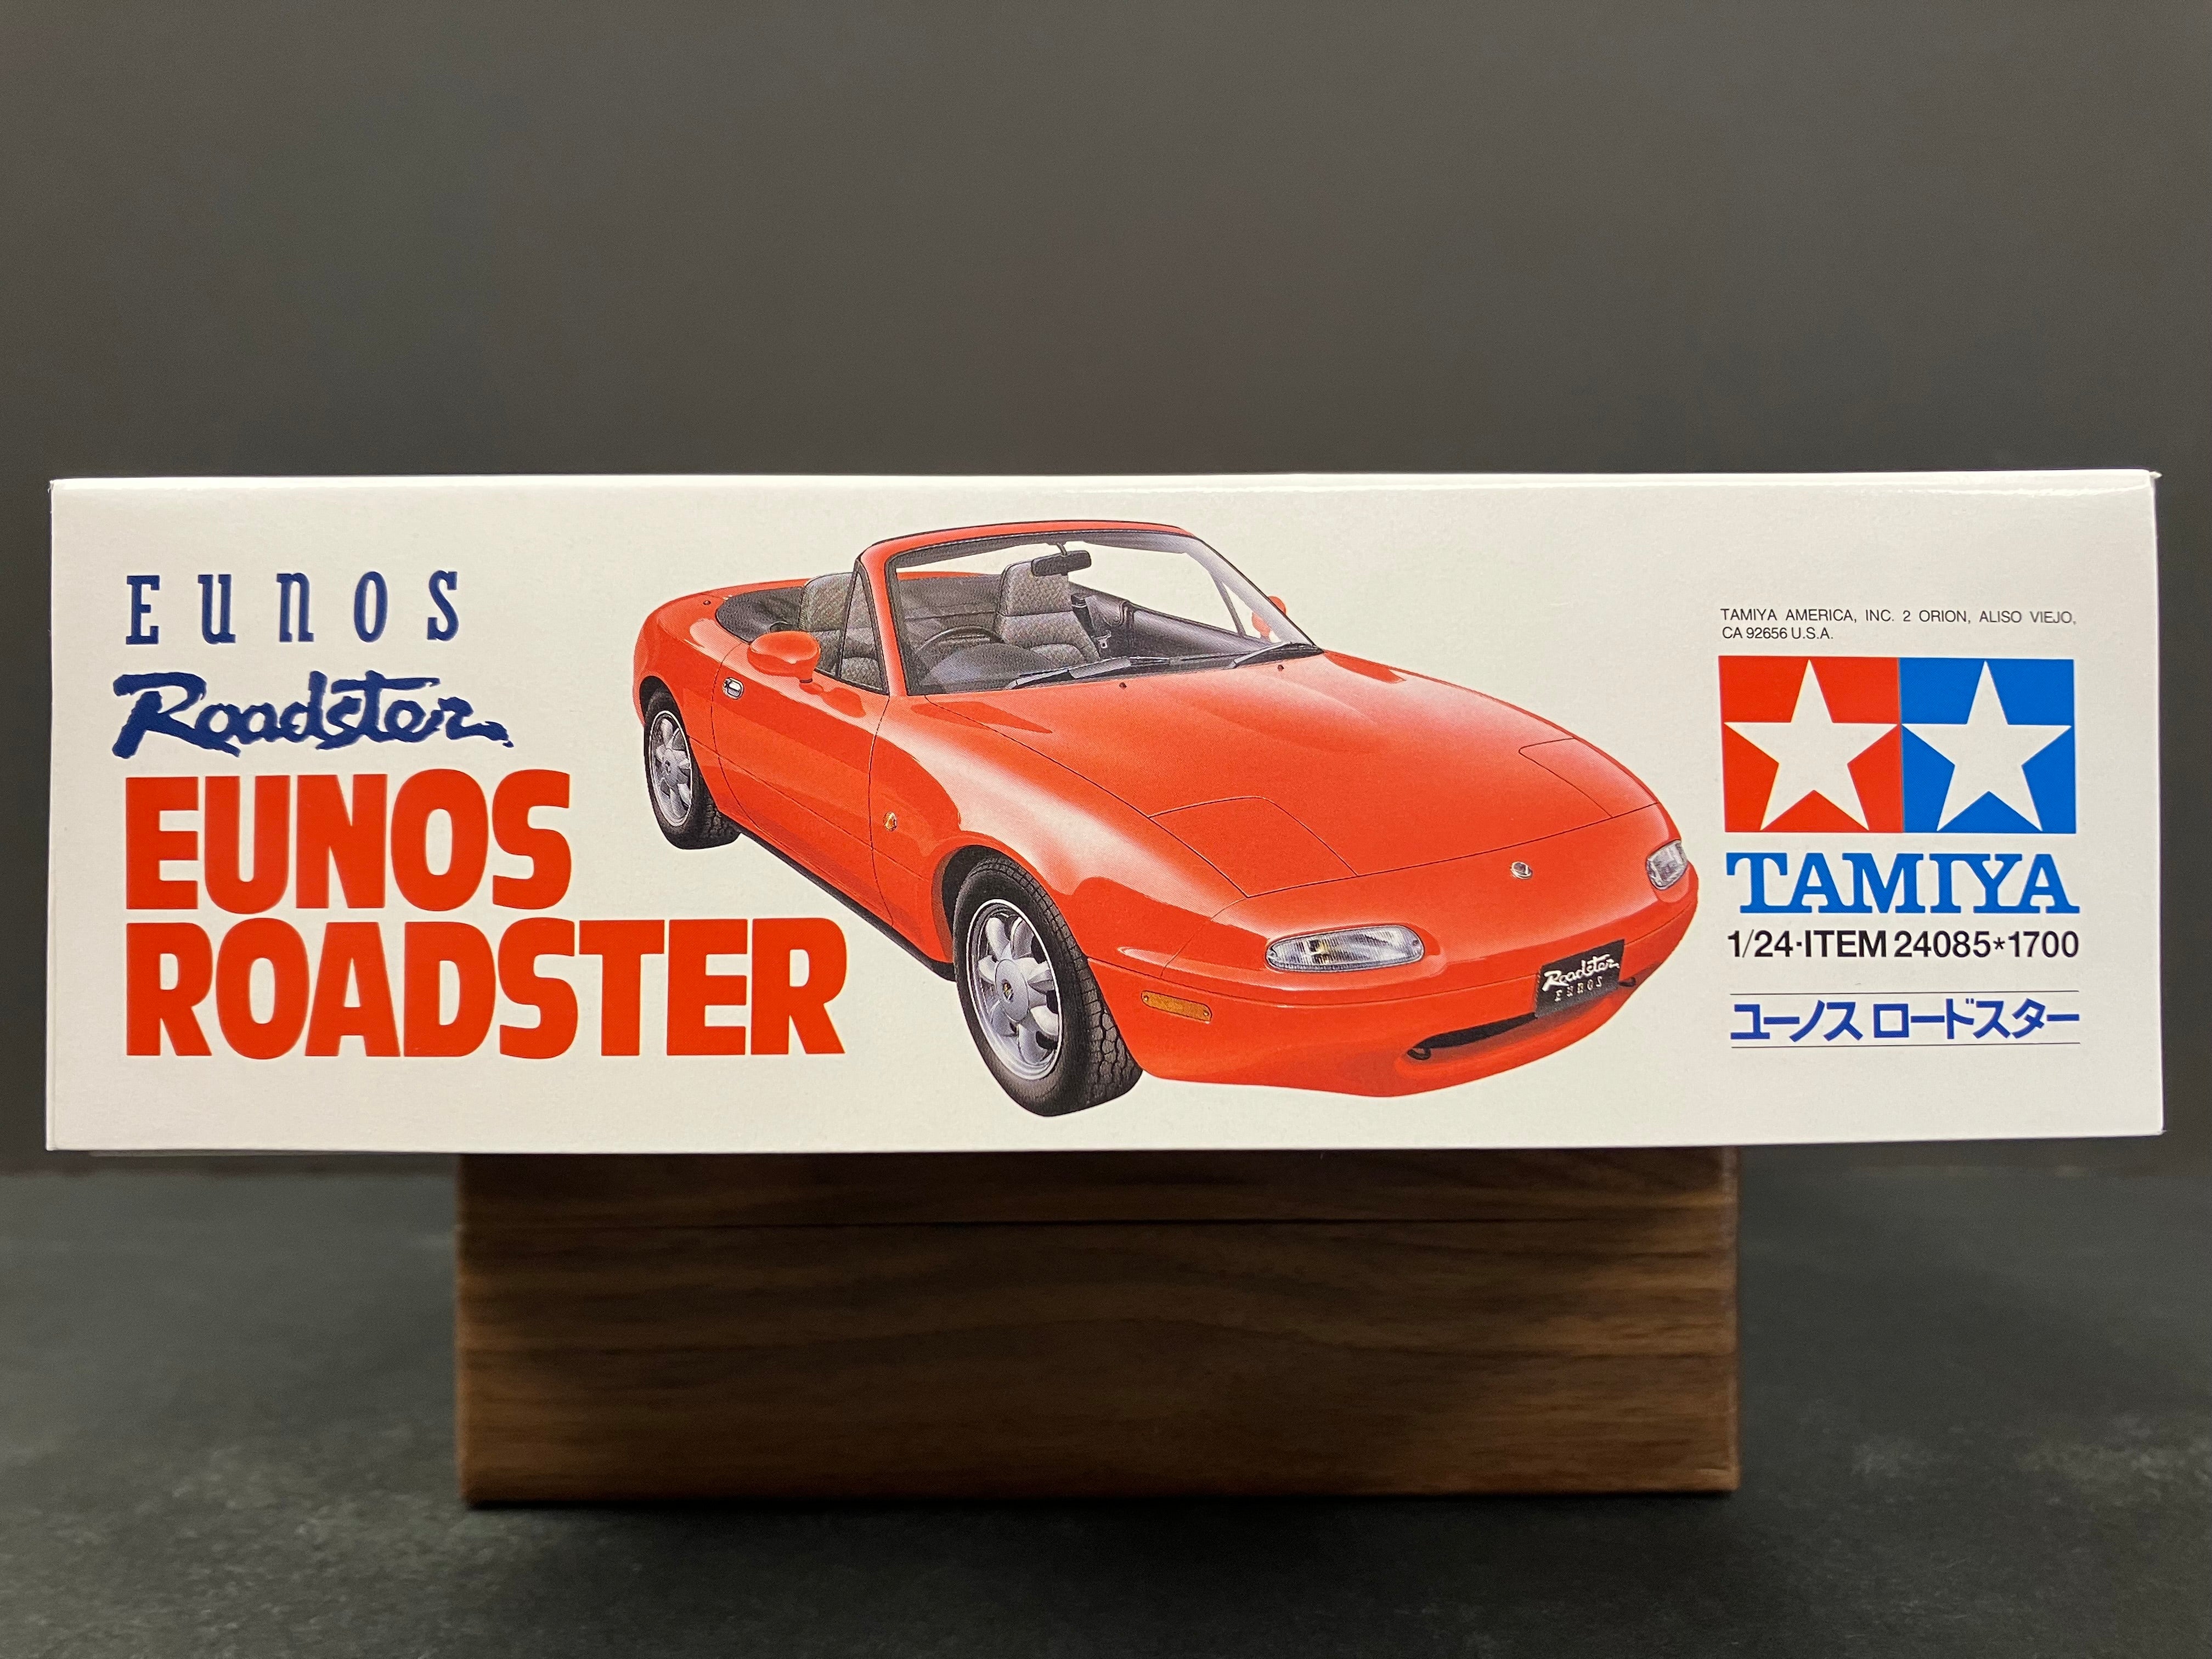 EUNOS
Roadster
EUNOS
ROADSTER
Roadster
EUNOS
TAMIYA AMERICA, INC. 2 ORION, ALISO VIEJO,
CA 92656 U.S.A.
TAMIYA
1/24·ITEM 24085*1700
ユーノス ロードスター